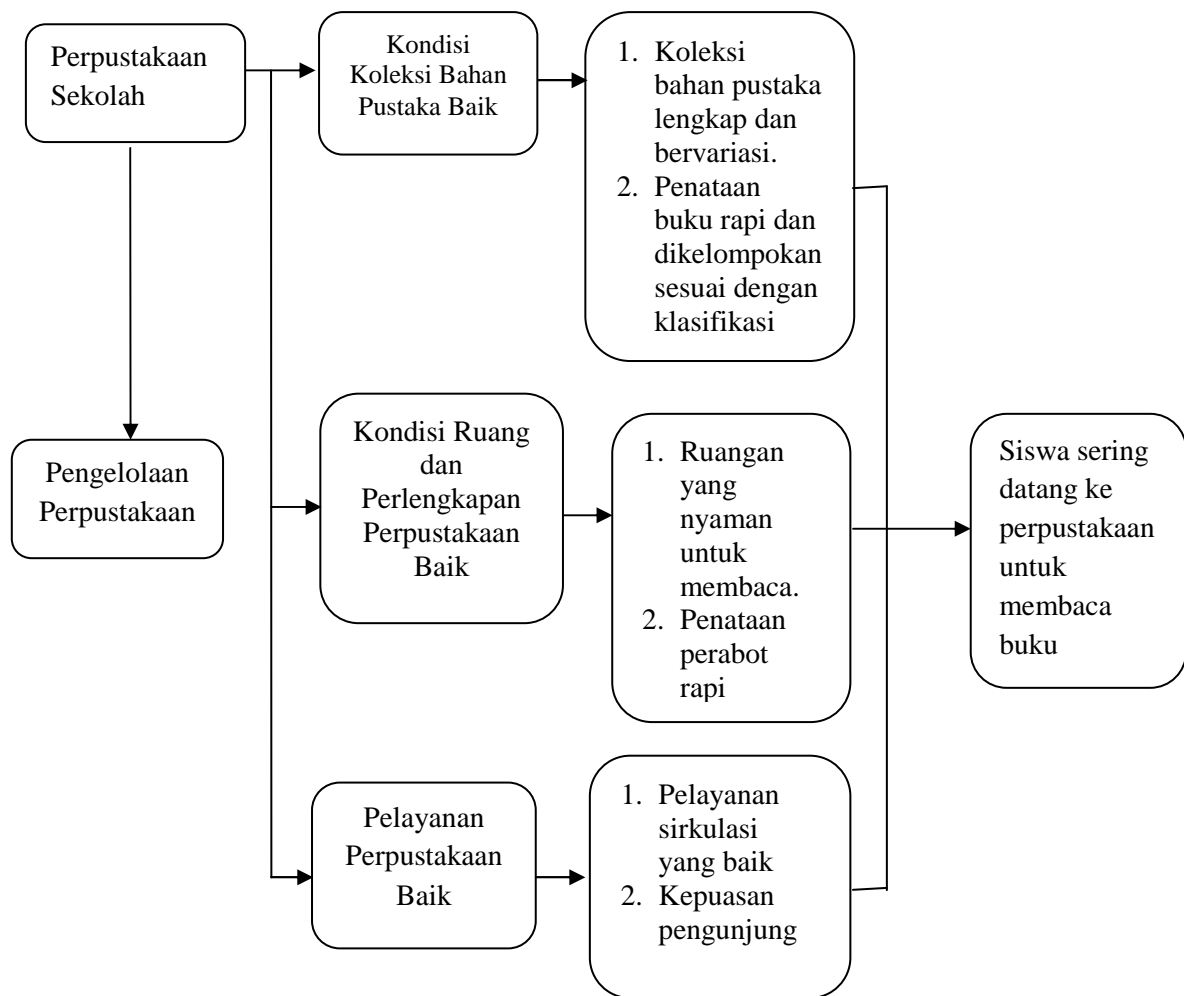 Perpustakaan
Sekolah
Kondisi
Koleksi Bahan
Pustaka Baik
1. Koleksi
bahan pustaka
lengkap dan
bervariasi.
2. Penataan
buku rapi dan
dikelompokan
sesuai dengan
klasifikasi
Pengelolaan
Perpustakaan
Kondisi Ruang
dan
Perlengkapan
Perpustakaan
Baik
1. Ruangan
yang
nyaman
untuk
membaca.
2. Penataan
perabot
rapi
Siswa sering
datang ke
perpustakaan
untuk
membaca
buku
Pelayanan
Perpustakaan
Baik
1. Pelayanan
sirkulasi
yang baik
2. Kepuasan
pengunjung